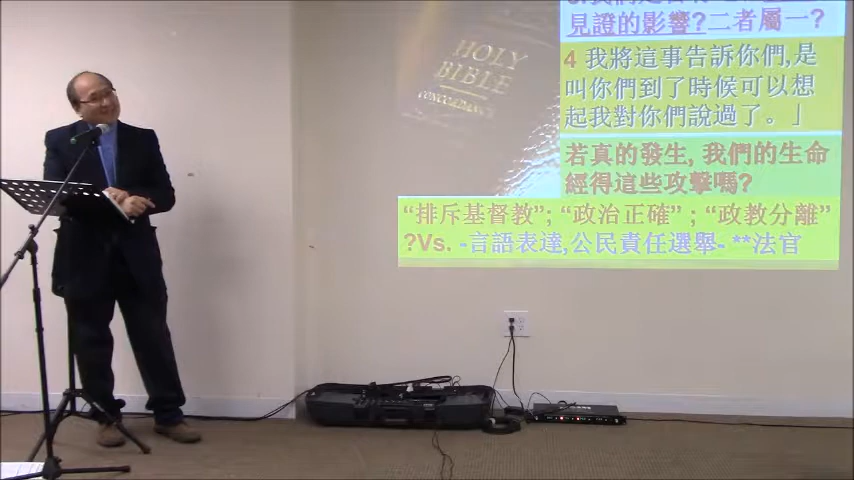 HOLY
BIBLE
CONCORDANCE
見證的影響?二者屬一?
4 我將這事告訴你們,是
叫你們到了時候可以想
起我對你們說過了。」
若真的發生, 我們的生命
經得這些攻擊嗎?
“排斥基督教”; “政治正確” ; “政教分離”
?Vs. -言語表達,公民責任選舉-**法官